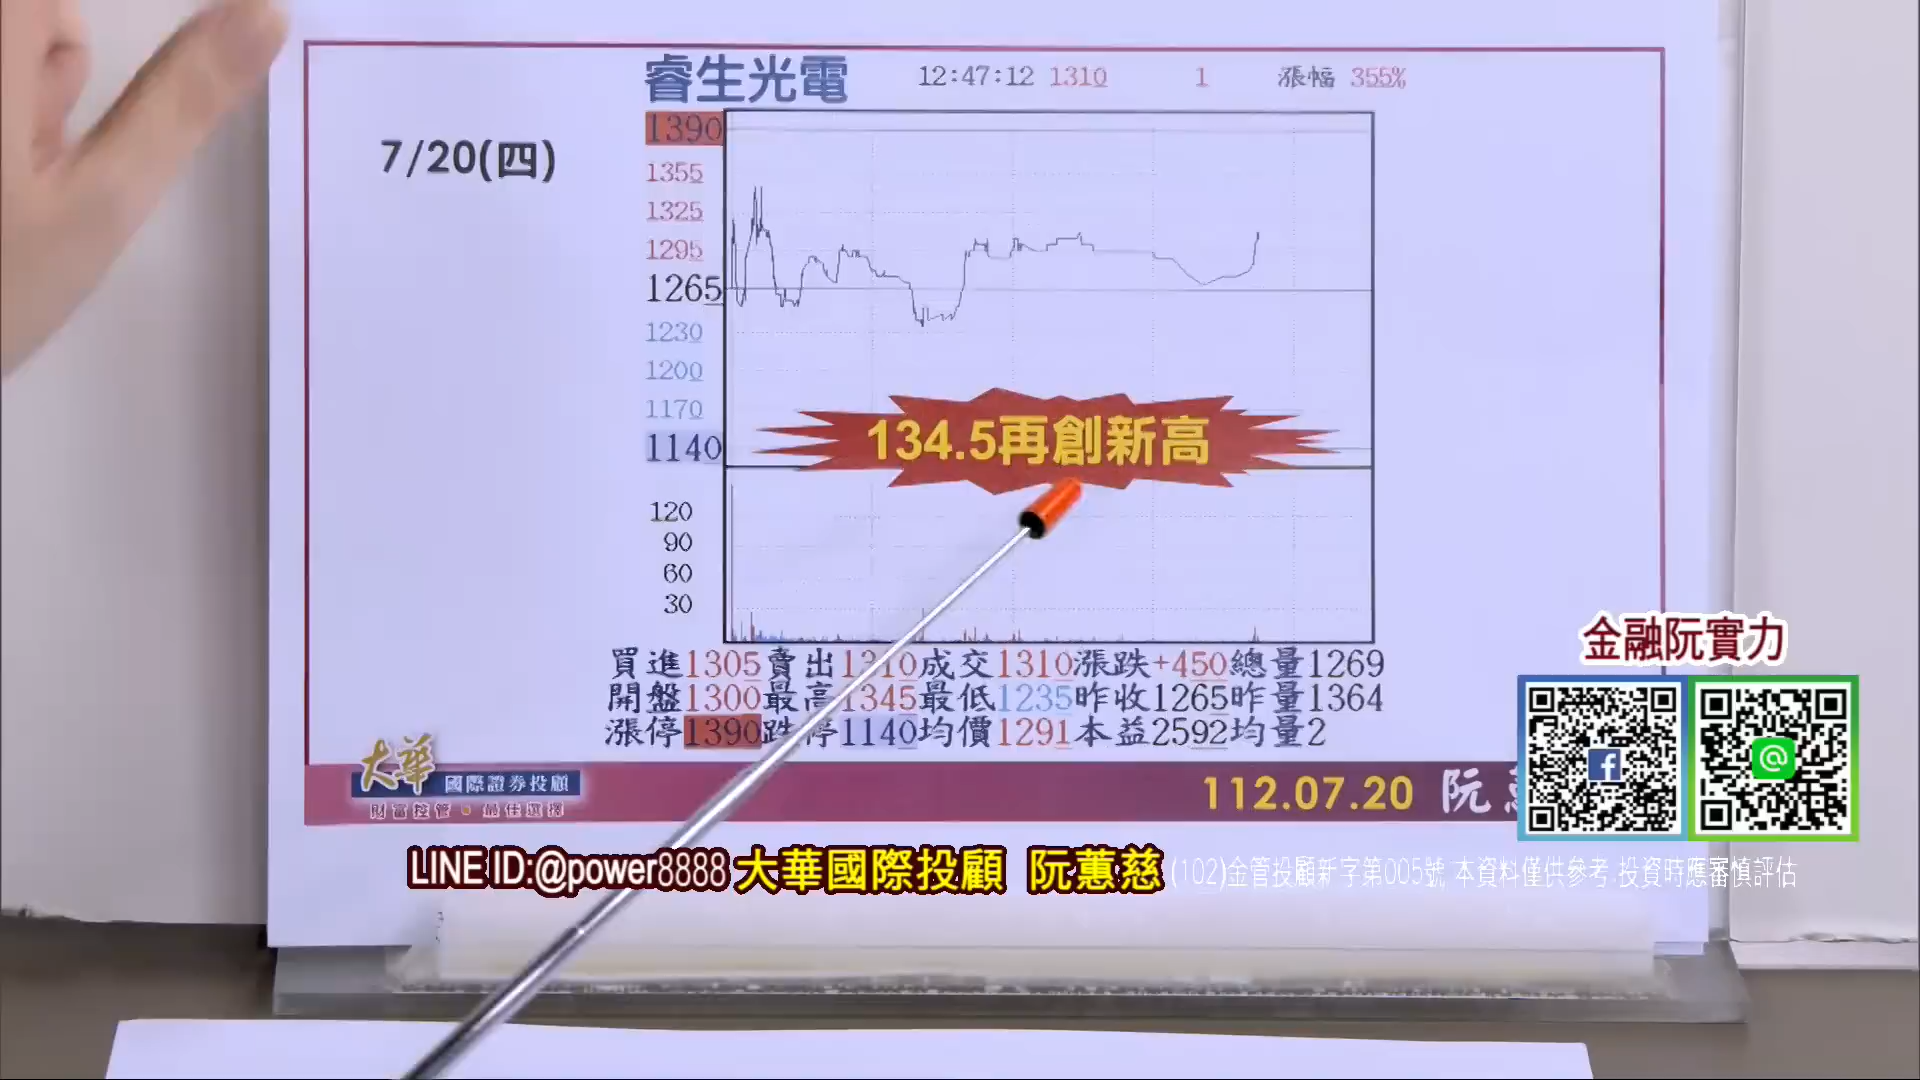 睿生光電 12:47:12 1310 1 漲幅 355%
7/20(四)
1390
1355
1325
1295
1265
1230
1200
1170
1140
134.5再創新高
120
90
60
30
買進1305賣出1310成交1310漲跌+450總量1269
開盤1300最高1345最低1235昨收1265昨量1364
漲停1390跌停1140均價1291本益2592均量2
大華 國際證券投顧
財富控管 • 最佳選擇
112.07.20 阮蕙
金融阮實力
LINE ID:@power8888 大華國際投顧 阮蕙慈 (102)金管投顧新字第005號 本資料僅供參考.投資時應審慎評估